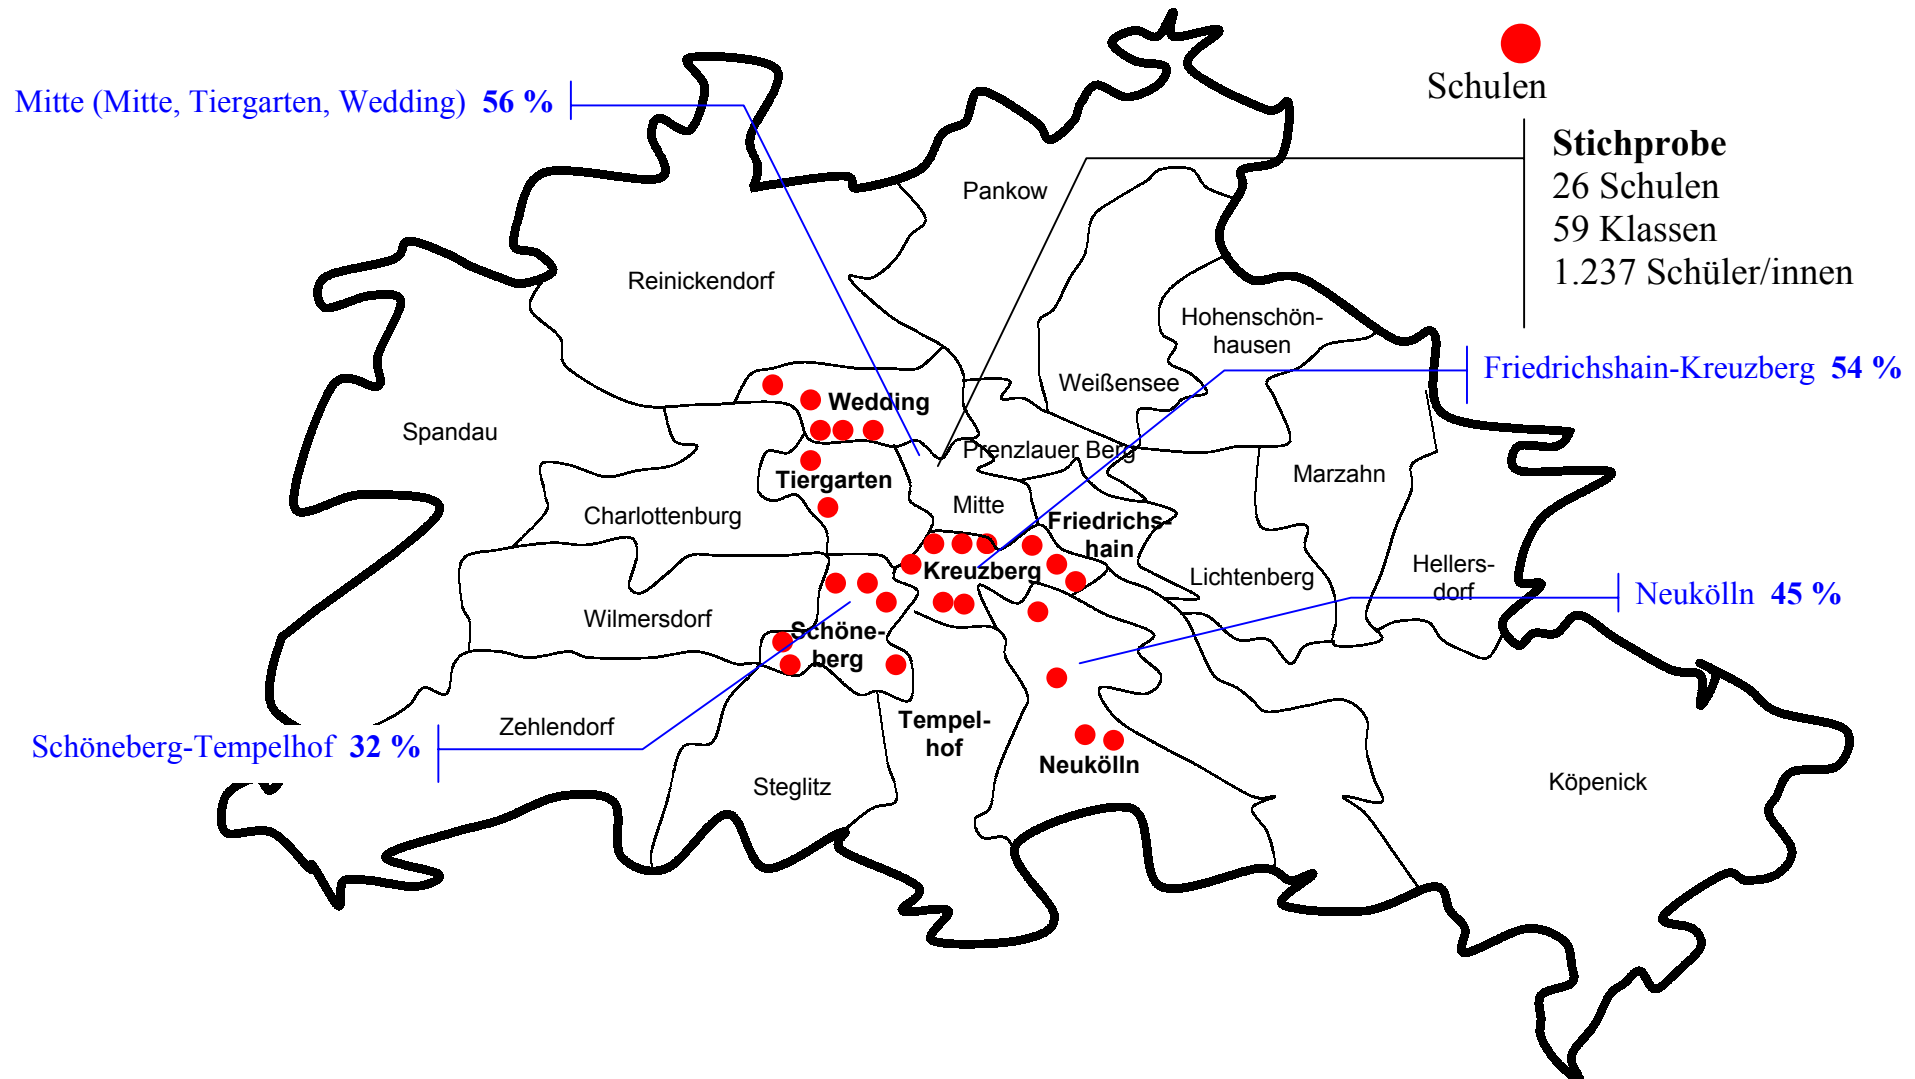 Schulen
Mitte (Mitte, Tiergarten, Wedding) 56 %
Stichprobe
26 Schulen
59 Klassen
1.237 Schüler/innen
Pankow
Reinickendorf
Hohenschön-
hausen
Friedrichshain-Kreuzberg 54 %
Weißensee
Wedding
Spandau
Prenzlauer Berg
Marzahn
Tiergarten
Mitte
Charlottenburg
Friedrichs-
hain
Kreuzberg
Lichtenberg
Hellers-
dorf
Neukölln 45 %
Wilmersdorf
Schöne-
berg
Zehlendorf
Tempel-
hof
Schöneberg-Tempelhof 32 %
Neukölln
Steglitz
Köpenick